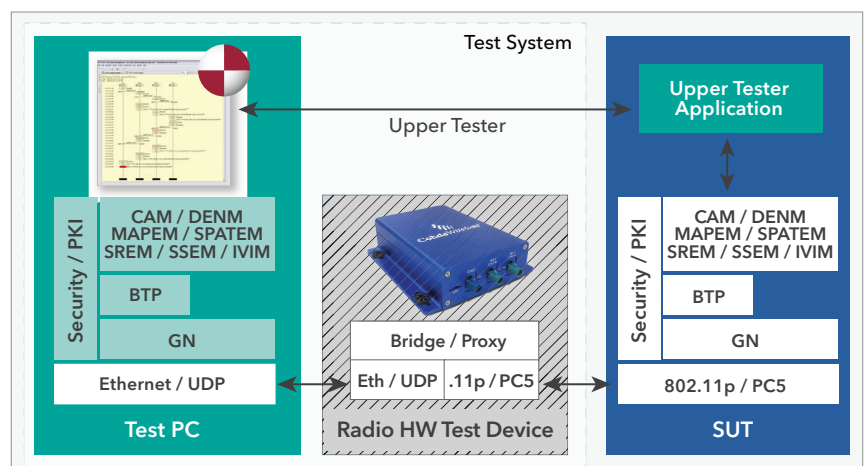 Test System
Upper Tester
Upper Tester
Application
Security / PKI
CAM / DENM
MAPEM / SPATEM
SREM / SSEM / IVIM
BTP
GN
Ethernet / UDP
Test PC
CohdaWireless
Bridge / Proxy
Eth / UDP
.11p / PC5
Radio HW Test Device
Security / PKI
CAM / DENM
MAPEM / SPATEM
SREM / SSEM / IVIM
BTP
GN
802.11p / PC5
SUT